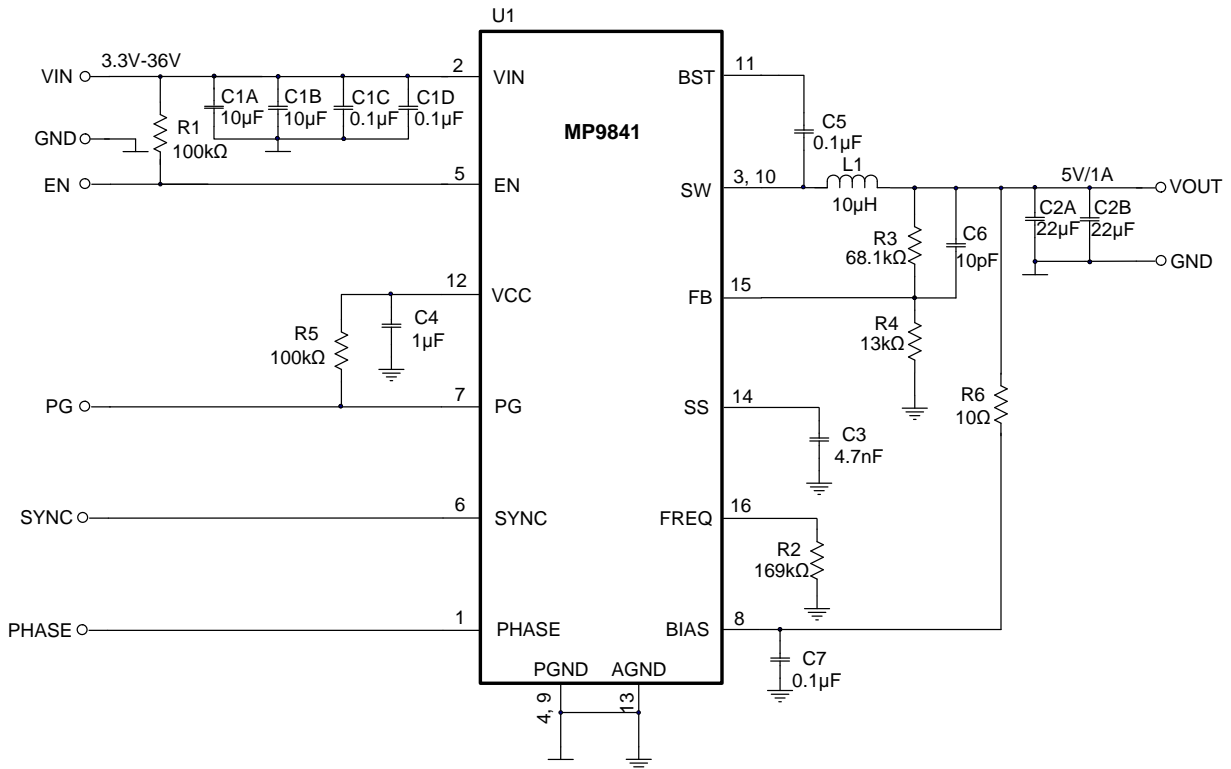 U1
MP9841
VIN
3.3V-36V
2
VIN
C1A
10µF
C1B
10µF
C1C
0.1µF
C1D
0.1µF
GND
R1
100kΩ
EN
5
EN
12
VCC
R5
100kΩ
C4
1µF
PG
7
PG
SYNC
6
SYNC
PHASE
1
PHASE
PGND
AGND
4, 9
13
BST
11
C5
0.1µF
SW
3, 10
L1
10µH
5V/1A
VOUT
R3
68.1kΩ
C6
10pF
C2A
22µF
C2B
22µF
GND
FB
15
R4
13kΩ
R6
10Ω
SS
14
C3
4.7nF
FREQ
16
R2
169kΩ
BIAS
8
C7
0.1µF